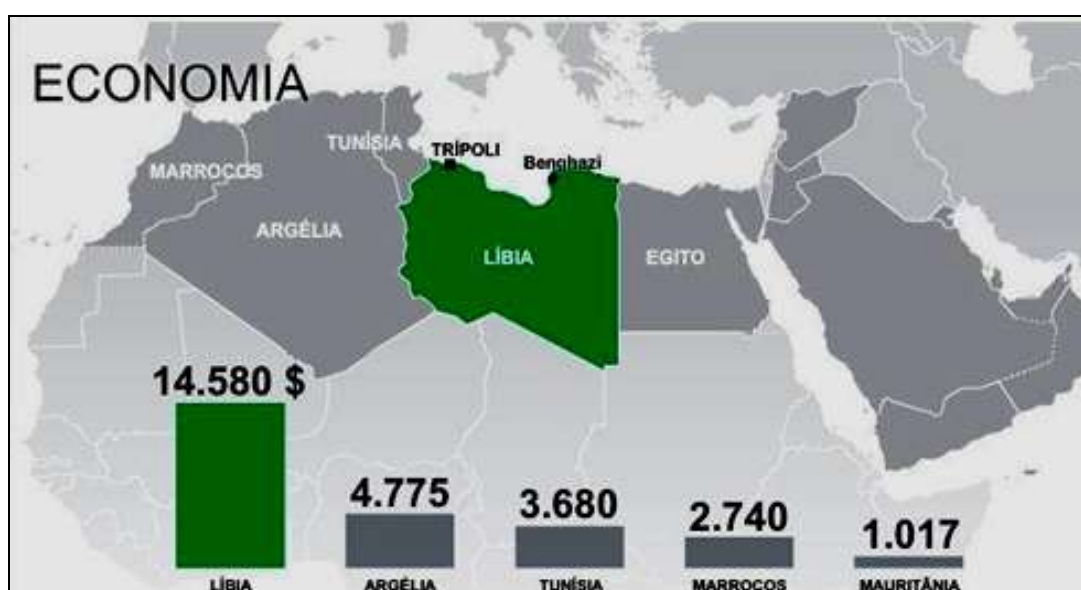 ECONOMIA
TUNÍSIA
TRÍPOLI
Benghazi
MARROCOS
ARGÉLIA
LÍBIA
EGITO
14.580 $
4.775
3.680
2.740
1.017
LÍBIA
ARGÉLIA
TUNÍSIA
MARROCOS
MAURITÂNIA